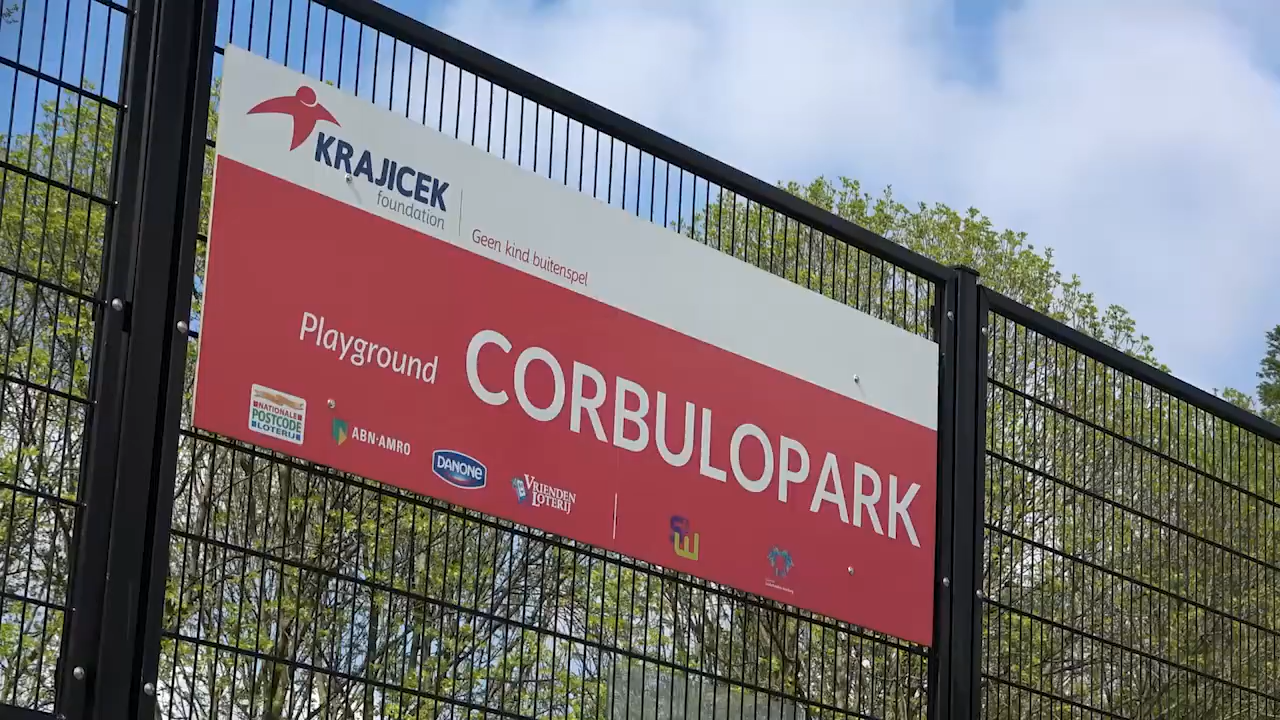 KRAJICEK
foundation
Geen kind buitenspel
Playground
CORBULOPARK
NATIONALE
POSTCODE
LOTERIJ
ABN·AMRO
DANONE
VRIENDEN
LOTERIJ